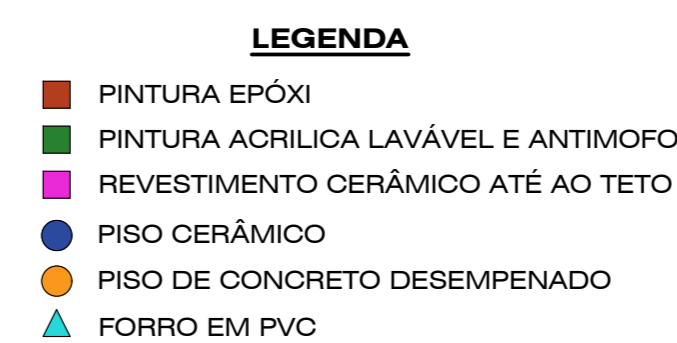 LEGENDA
PINTURA EPÓXI
PINTURA ACRILICA LAVÁVEL E ANTIMOFO
REVESTIMENTO CERÂMICO ATÉ AO TETO
PISO CERÂMICO
PISO DE CONCRETO DESEMPENADO
FORRO EM PVC